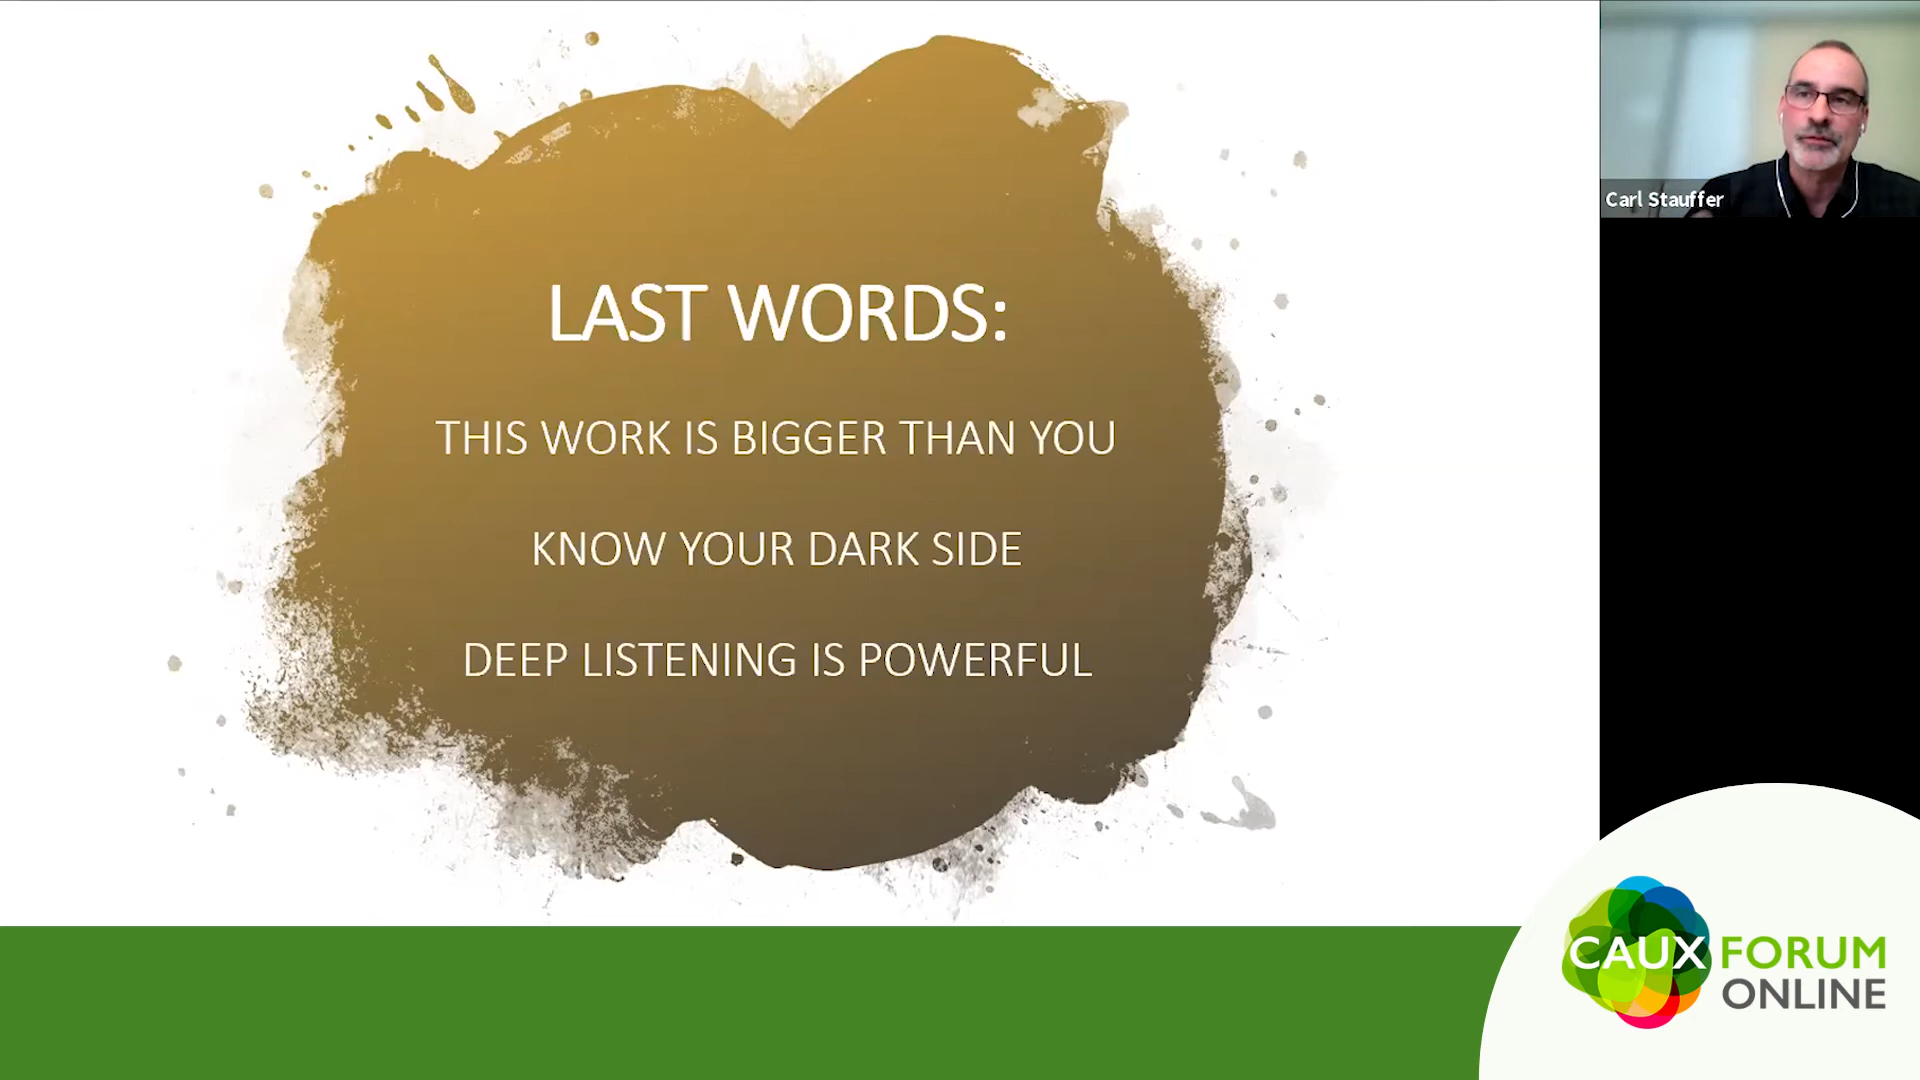 LAST WORDS:
THIS WORK IS BIGGER THAN YOU
KNOW YOUR DARK SIDE
DEEP LISTENING IS POWERFUL
Carl Stauffer
CAUX FORUM
ONLINE